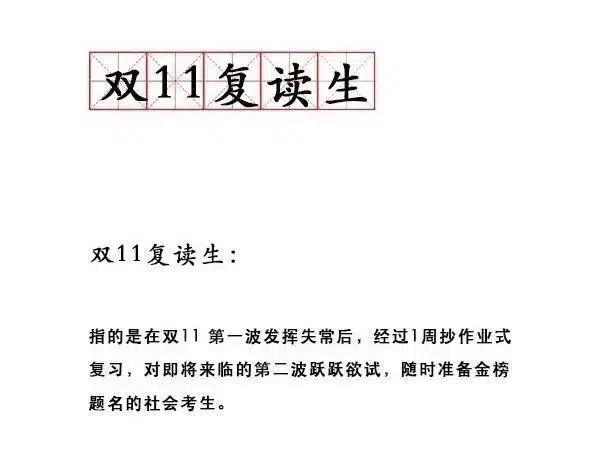 双11复读生
双11复读生：
指的是在双11 第一波发挥失常后，经过1周抄作业式
复习，对即将来临的第二波跃跃欲试，随时准备金榜
题名的社会考生。